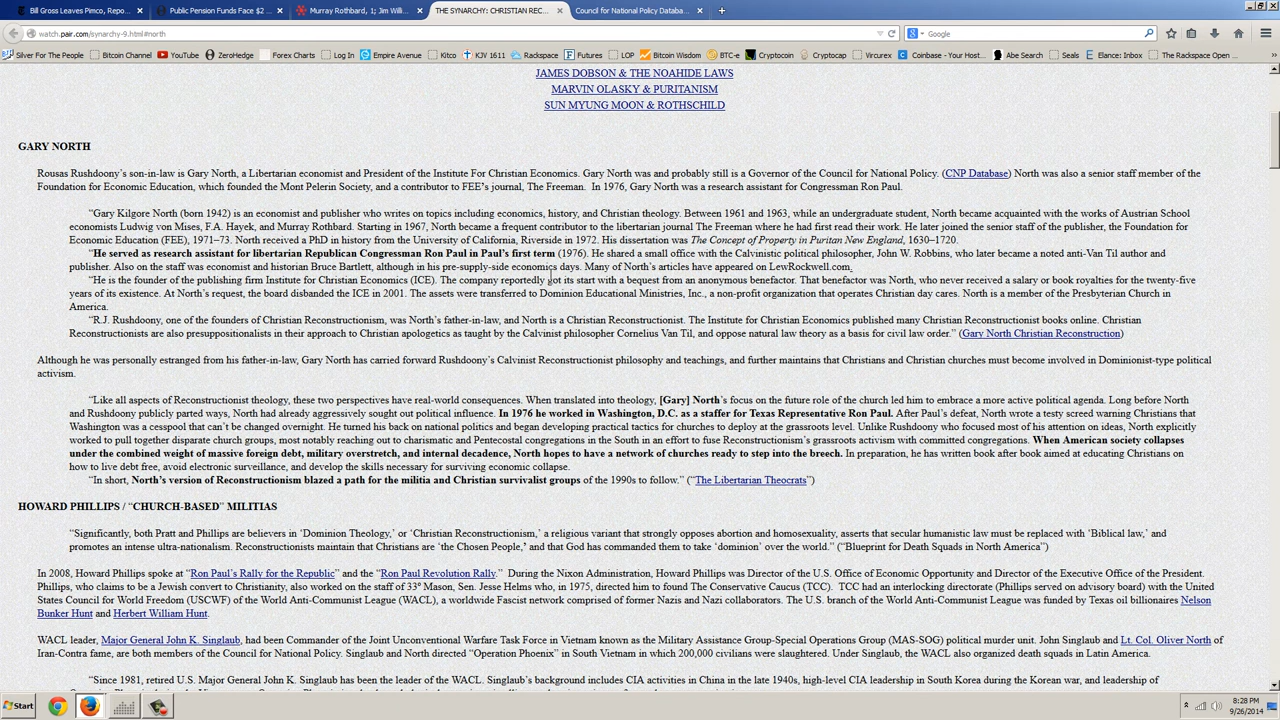 Bill Gross Leaves Pimco, Repo...
Public Pension Funds Face $2 ...
Murray Rothbard, 1; Jim Willi...
THE SYNARCHY: CHRISTIAN REC...
Council for National Policy Databa...
watch.pair.com/synarchy-9.html#north
Google
Silver For The People
Bitcoin Channel
YouTube
ZeroHedge
Forex Charts
Log In
Empire Avenue
Kitco
KJV 1611
Rackspace
Futures
LOP
Bitcoin Wisdom
BTC-e
Cryptocoin
Cryptocap
Vircurex
Coinbase - Your Host...
Abe Search
Seals
Elance: Inbox
The Rackspace Open ...
JAMES DOBSON & THE NOAHIDE LAWS
MARVIN OLASKY & PURITANISM
SUN MYUNG MOON & ROTHSCHILD
GARY NORTH
Rousas Rushdoony's son-in-law is Gary North, a Libertarian economist and President of the Institute For Christian Economics. Gary North was and probably still is a Governor of the Council for National Policy. (CNP Database) North was also a senior staff member of the
Foundation for Economic Education, which founded the Mont Pelerin Society, and a contributor to FEE's journal, The Freeman.  In 1976, Gary North was a research assistant for Congressman Ron Paul.
“Gary Kilgore North (born 1942) is an economist and publisher who writes on topics including economics, history, and Christian theology. Between 1961 and 1963, while an undergraduate student, North became acquainted with the works of Austrian School
economists Ludwig von Mises, F.A. Hayek, and Murray Rothbard. Starting in 1967, North became a frequent contributor to the libertarian journal The Freeman where he had first read their work. He later joined the senior staff of the publisher, the Foundation for
Economic Education (FEE), 1971–73. North received a PhD in history from the University of California, Riverside in 1972. His dissertation was The Concept of Property in Puritan New England, 1630–1720.
“He served as research assistant for libertarian Republican Congressman Ron Paul in Paul's first term (1976). He shared a small office with the Calvinistic political philosopher, John W. Robbins, who later became a noted anti-Van Til author and
publisher. Also on the staff was economist and historian Bruce Bartlett, although in his pre-supply-side economics days. Many of North's articles have appeared on LewRockwell.com.
“He is the founder of the publishing firm Institute for Christian Economics (ICE). The company reportedly got its start with a bequest from an anonymous benefactor. That benefactor was North, who never received a salary or book royalties for the twenty-five
years of its existence. At North's request, the board disbanded the ICE in 2001. The assets were transferred to Dominion Educational Ministries, Inc., a non-profit organization that operates Christian day cares. North is a member of the Presbyterian Church in
America.
“R.J. Rushdoony, one of the founders of Christian Reconstructionism, was North's father-in-law, and North is a Christian Reconstructionist. The Institute for Christian Economics published many Christian Reconstructionist books online. Christian
Reconstructionists are also presuppositionalists in their approach to Christian apologetics as taught by the Calvinist philosopher Cornelius Van Til, and oppose natural law theory as a basis for civil law order.” (Gary North Christian Reconstruction)
Although he was personally estranged from his father-in-law, Gary North has carried forward Rushdoony's Calvinist Reconstructionist philosophy and teachings, and further maintains that Christians and Christian churches must become involved in Dominionist-type political
activism.
“Like all aspects of Reconstructionist theology, these two perspectives have real-world consequences. When translated into theology, [Gary] North's focus on the future role of the church led him to embrace a more active political agenda. Long before North
and Rushdoony publicly parted ways, North had already aggressively sought out political influence. In 1976 he worked in Washington, D.C. as a staffer for Texas Representative Ron Paul. After Paul's defeat, North wrote a testy screed warning Christians that
Washington was a cesspool that can't be changed overnight. He turned his back on national politics and began developing practical tactics for churches to deploy at the grassroots level. Unlike Rushdoony who focused most of his attention on ideas, North explicitly
worked to pull together disparate church groups, most notably reaching out to charismatic and Pentecostal congregations in the South in an effort to fuse Reconstructionism's grassroots activism with committed congregations. When American society collapses
under the combined weight of massive foreign debt, military overstretch, and internal decadence, North hopes to have a network of churches ready to step into the breech. In preparation, he has written book after book aimed at educating Christians on
how to live debt free, avoid electronic surveillance, and develop the skills necessary for surviving economic collapse.
“In short, North's version of Reconstructionism blazed a path for the militia and Christian survivalist groups of the 1990s to follow.” (“The Libertarian Theocrats”)
HOWARD PHILLIPS / “CHURCH-BASED” MILITIAS
“Significantly, both Pratt and Phillips are believers in ‘Dominion Theology,’ or ‘Christian Reconstructionism,’ a religious variant that strongly opposes abortion and homosexuality, asserts that secular humanistic law must be replaced with ‘Biblical law,’ and
promotes an intense ultra-nationalism. Reconstructionists maintain that Christians are ‘the Chosen People,’ and that God has commanded them to take ‘dominion’ over the world.” (“Blueprint for Death Squads in North America”)
In 2008, Howard Phillips spoke at “Ron Paul's Rally for the Republic” and the “Ron Paul Revolution Rally.”  During the Nixon Administration, Howard Phillips was Director of the U.S. Office of Economic Opportunity and Director of the Executive Office of the President.
Phillips, who claims to be a Jewish convert to Christianity, also worked on the staff of 33º Mason, Sen. Jesse Helms who, in 1975, directed him to found The Conservative Caucus (TCC).  TCC had an interlocking directorate (Phillips served on advisory board) with the United
States Council for World Freedom (USCWF) of the World Anti-Communist League (WACL), a worldwide Fascist network comprised of former Nazis and Nazi collaborators. The U.S. branch of the World Anti-Communist League was funded by Texas oil billionaires Nelson
Bunker Hunt and Herbert William Hunt.
WACL leader, Major General John K. Singlaub, had been Commander of the Joint Unconventional Warfare Task Force in Vietnam known as the Military Assistance Group-Special Operations Group (MAS-SOG) political murder unit. John Singlaub and Lt. Col. Oliver North of
Iran-Contra fame, are both members of the Council for National Policy. Singlaub and North directed “Operation Phoenix” in South Vietnam in which 200,000 civilians were slaughtered. Under Singlaub, the WACL also organized death squads in Latin America.
“Since 1981, retired U.S. Major General John K. Singlaub has been the leader of the WACL. Singlaub's background includes CIA activities in China in the late 1940s, high-level CIA leadership in South Korea during the Korean war, and leadership of
Start
8:28 PM
9/26/2014